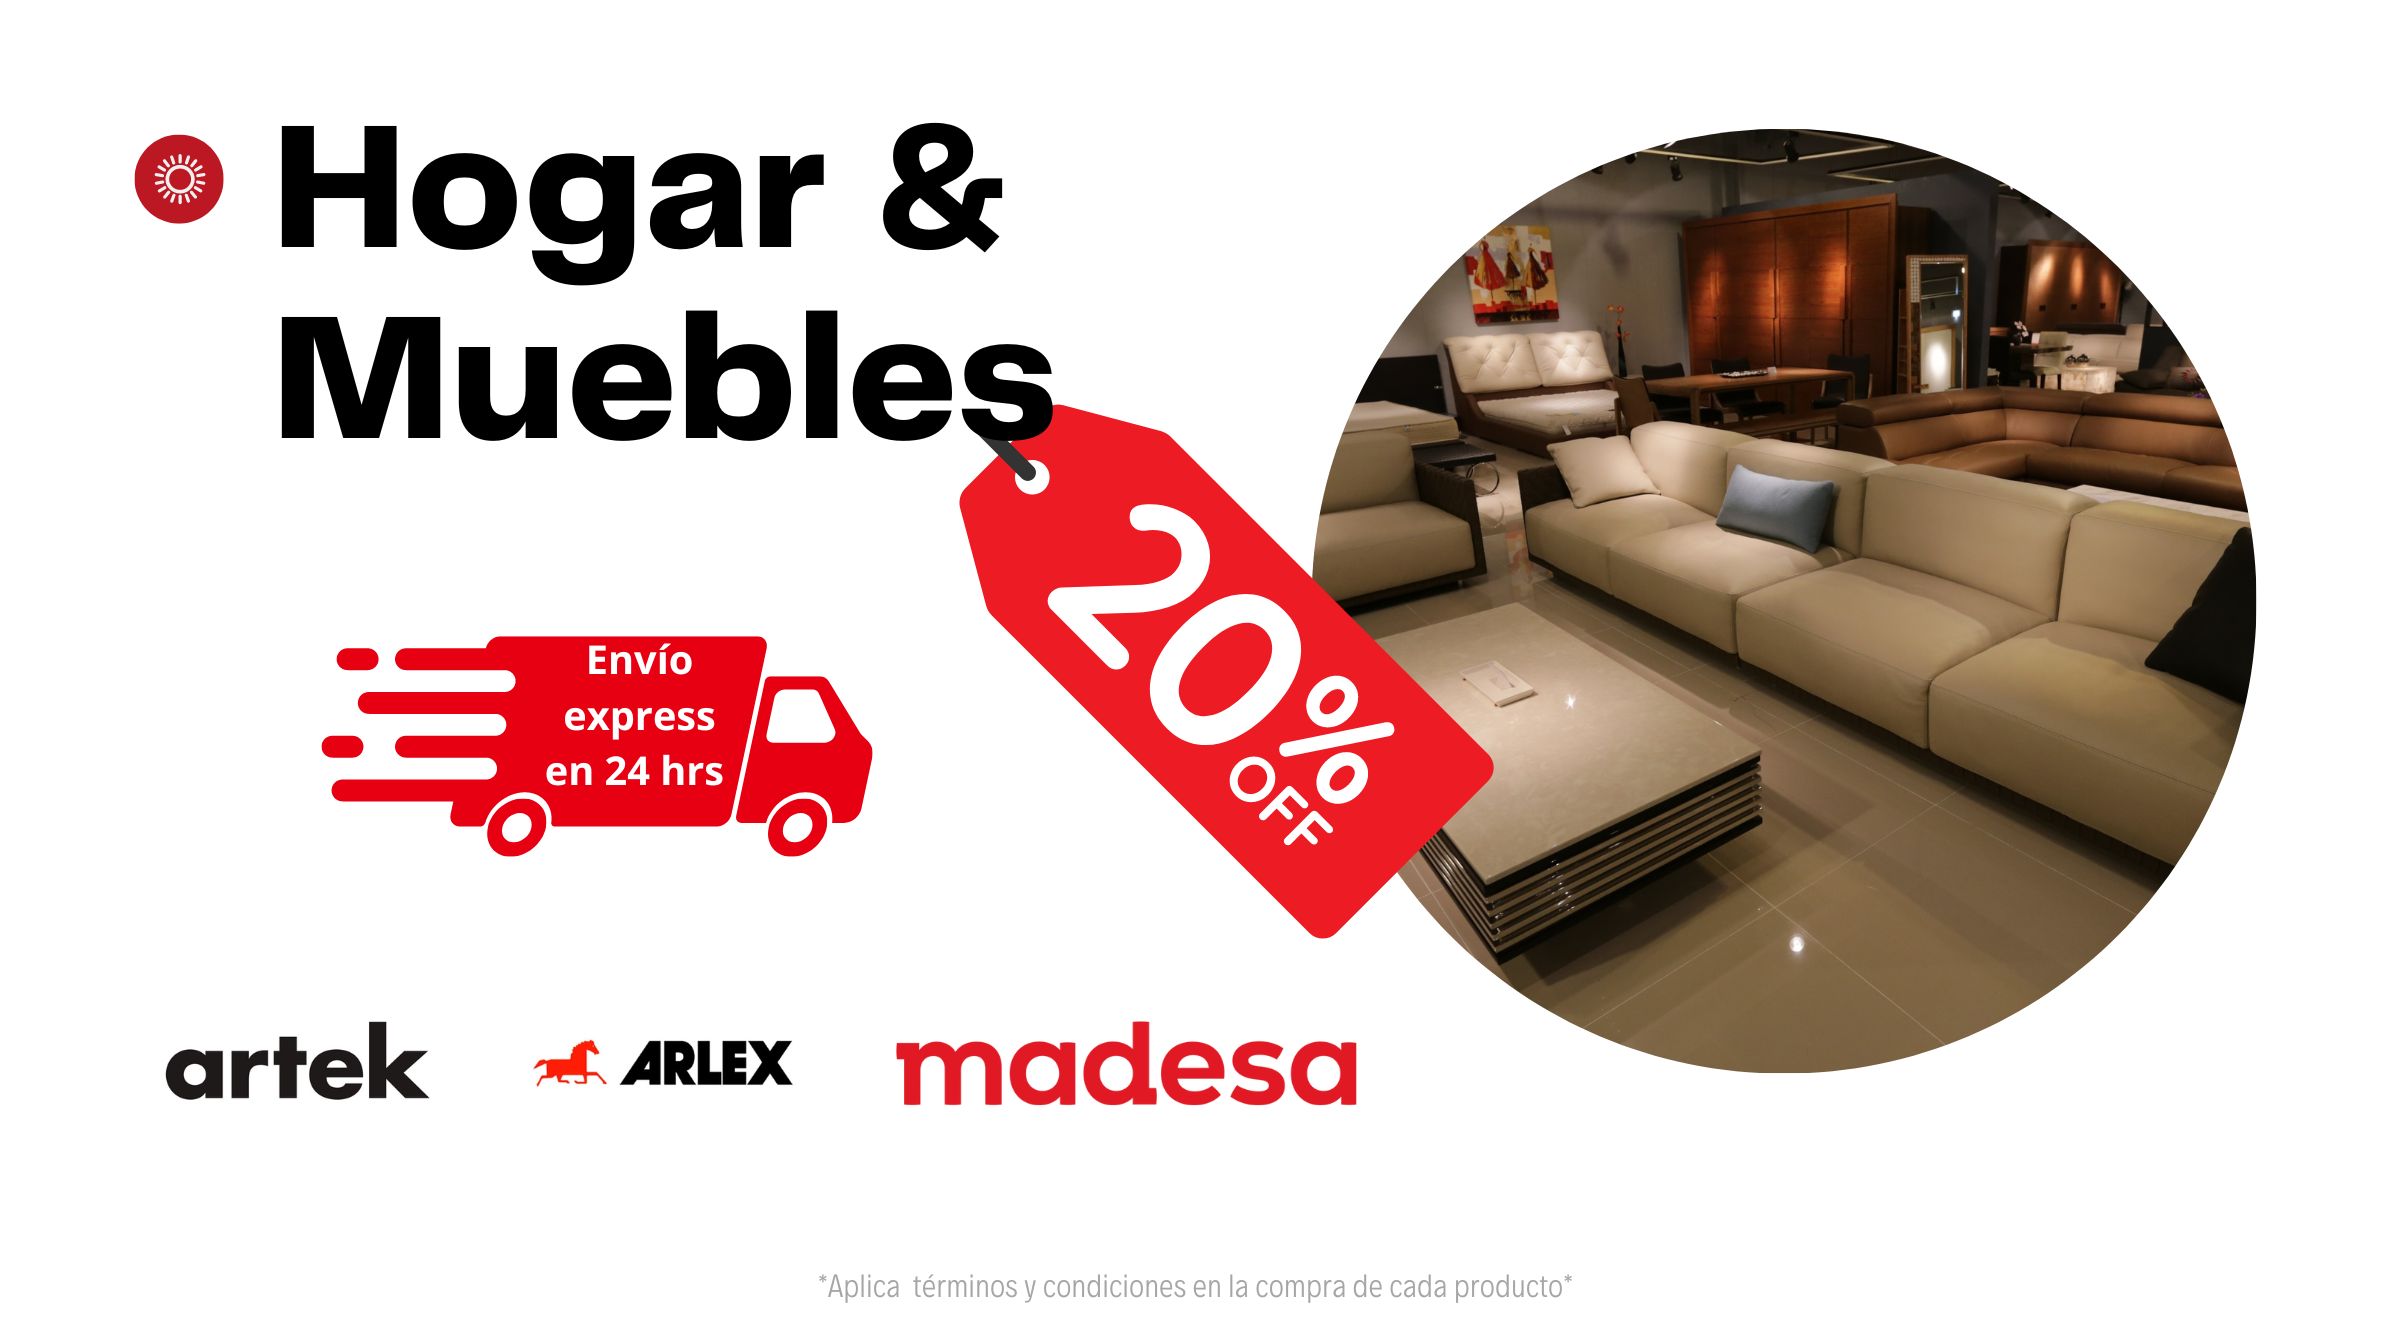 Hogar &
Muebles
20%
OFF
Envío
express
en 24 hrs
artek
ARLEX
madesa
*Aplica  términos y condiciones en la compra de cada producto*